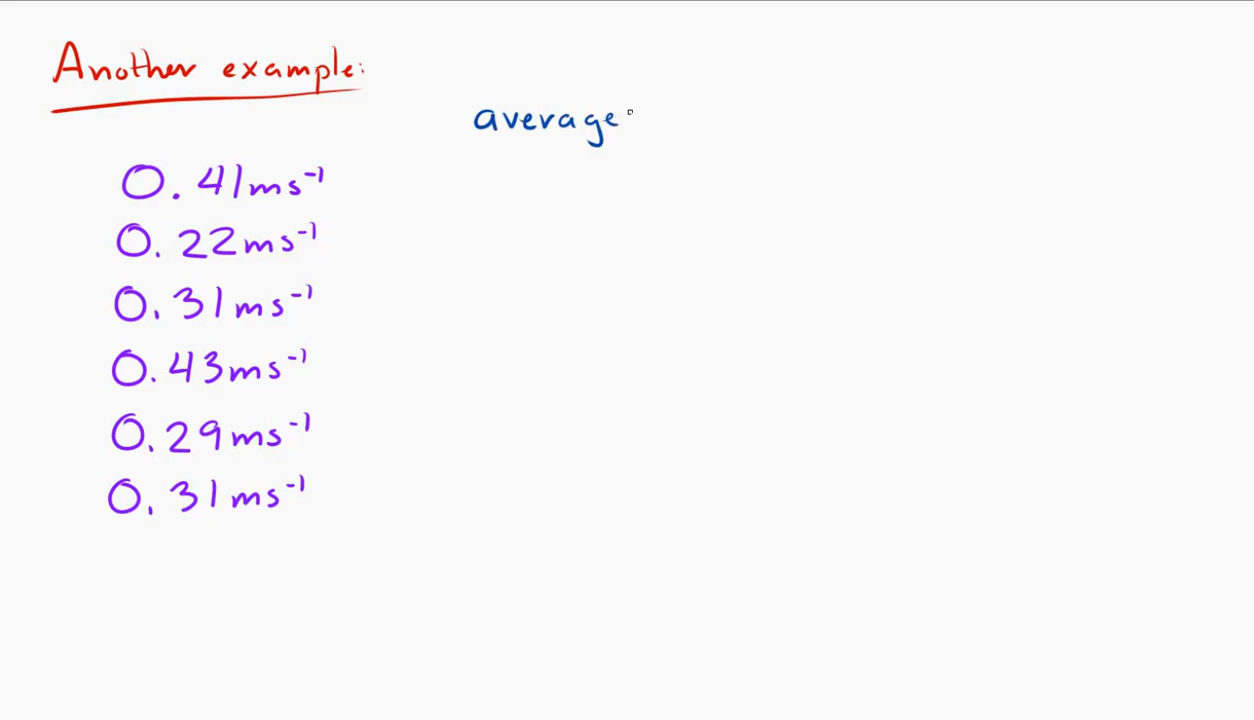 Another example:
average
0.41ms⁻¹
0.22ms⁻¹
0.31ms⁻¹
0.43ms⁻¹
0.29ms⁻¹
0.31ms⁻¹